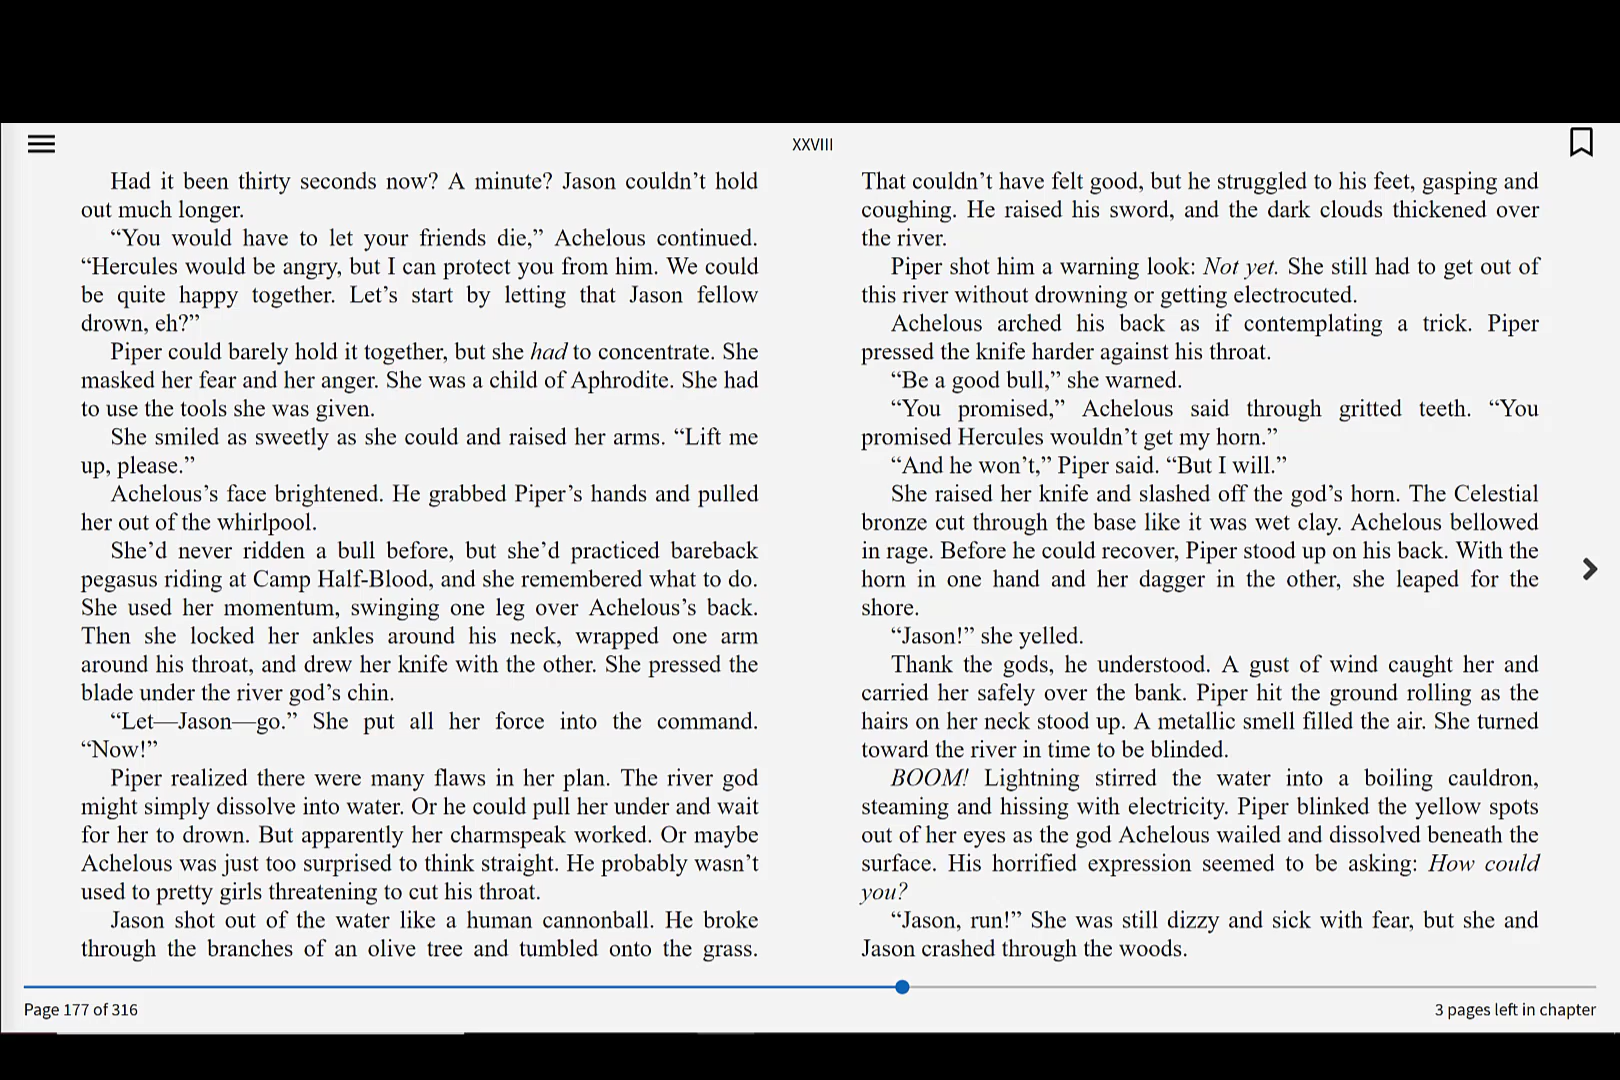 XXVIII
Had it been thirty seconds now? A minute? Jason couldn’t hold
out much longer.
“You would have to let your friends die,” Achelous continued.
“Hercules would be angry, but I can protect you from him. We could
be quite happy together. Let’s start by letting that Jason fellow
drown, eh?”
Piper could barely hold it together, but she had to concentrate. She
masked her fear and her anger. She was a child of Aphrodite. She had
to use the tools she was given.
She smiled as sweetly as she could and raised her arms. “Lift me
up, please.”
Achelous’s face brightened. He grabbed Piper’s hands and pulled
her out of the whirlpool.
She’d never ridden a bull before, but she’d practiced bareback
pegasus riding at Camp Half-Blood, and she remembered what to do.
She used her momentum, swinging one leg over Achelous’s back.
Then she locked her ankles around his neck, wrapped one arm
around his throat, and drew her knife with the other. She pressed the
blade under the river god’s chin.
“Let—Jason—go.” She put all her force into the command.
“Now!”
Piper realized there were many flaws in her plan. The river god
might simply dissolve into water. Or he could pull her under and wait
for her to drown. But apparently her charmspeak worked. Or maybe
Achelous was just too surprised to think straight. He probably wasn’t
used to pretty girls threatening to cut his throat.
Jason shot out of the water like a human cannonball. He broke
through the branches of an olive tree and tumbled onto the grass.
That couldn’t have felt good, but he struggled to his feet, gasping and
coughing. He raised his sword, and the dark clouds thickened over
the river.
Piper shot him a warning look: Not yet. She still had to get out of
this river without drowning or getting electrocuted.
Achelous arched his back as if contemplating a trick. Piper
pressed the knife harder against his throat.
“Be a good bull,” she warned.
“You promised,” Achelous said through gritted teeth. “You
promised Hercules wouldn’t get my horn.”
“And he won’t,” Piper said. “But I will.”
She raised her knife and slashed off the god’s horn. The Celestial
bronze cut through the base like it was wet clay. Achelous bellowed
in rage. Before he could recover, Piper stood up on his back. With the
horn in one hand and her dagger in the other, she leaped for the
shore.
“Jason!” she yelled.
Thank the gods, he understood. A gust of wind caught her and
carried her safely over the bank. Piper hit the ground rolling as the
hairs on her neck stood up. A metallic smell filled the air. She turned
toward the river in time to be blinded.
BOOM! Lightning stirred the water into a boiling cauldron,
steaming and hissing with electricity. Piper blinked the yellow spots
out of her eyes as the god Achelous wailed and dissolved beneath the
surface. His horrified expression seemed to be asking: How could
you?
“Jason, run!” She was still dizzy and sick with fear, but she and
Jason crashed through the woods.
Page 177 of 316
3 pages left in chapter